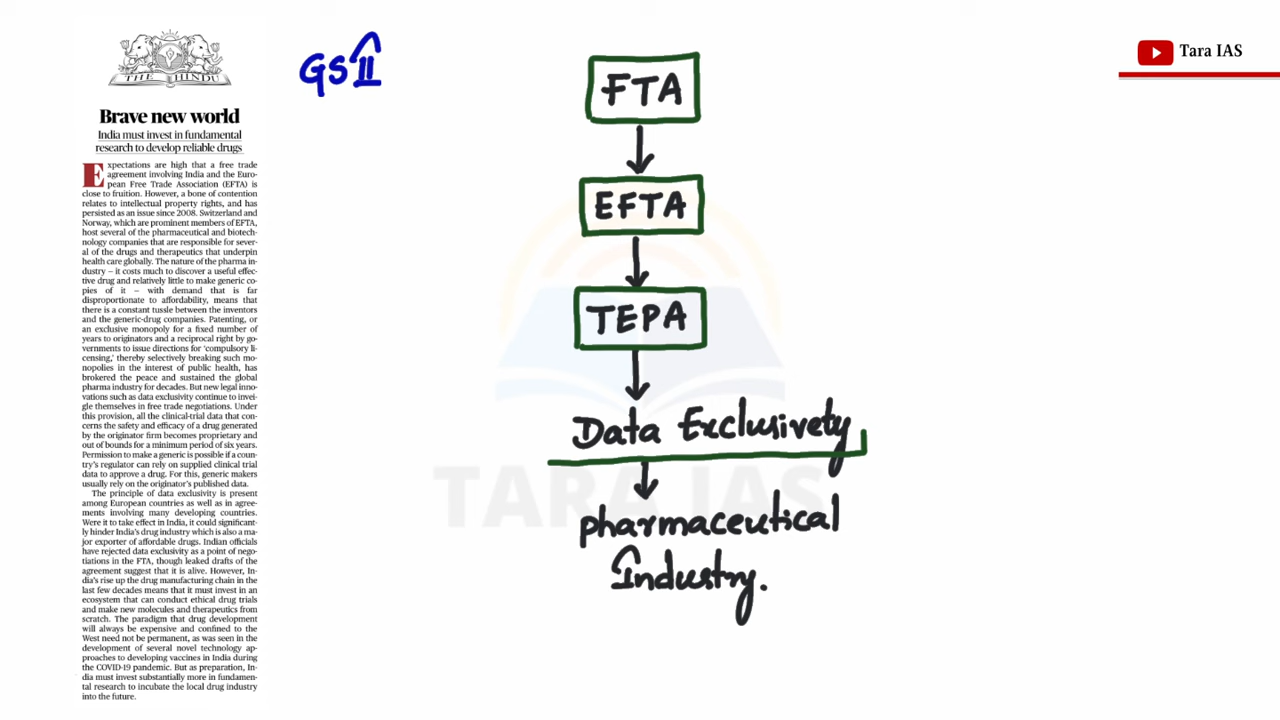 THE HINDU
Brave new world
India must invest in fundamental
research to develop reliable drugs
Expectations are high that a free trade
agreement involving India and the Euro-
pean Free Trade Association (EFTA) is
close to fruition. However, a bone of contention
relates to intellectual property rights, and has
persisted as an issue since 2008. Switzerland and
Norway, which are prominent members of EFTA,
host several of the pharmaceutical and biotech-
nology companies that are responsible for sever-
al of the drugs and therapeutics that underpin
health care globally. The nature of the pharma in-
dustry — it costs much to discover a useful effec-
tive drug and relatively little to make generic co-
pies of it — with demand that is far
disproportionate to affordability, means that
there is a constant tussle between the inventors
and the generic-drug companies. Patenting, or
an exclusive monopoly for a fixed number of
years to originators and a reciprocal right by go-
vernments to issue directions for ‘compulsory li-
censing,’ thereby selectively breaking such mo-
nopolies in the interest of public health, has
brokered the peace and sustained the global
pharma industry for decades. But new legal inno-
vations such as data exclusivity continue to invei-
gle themselves in free trade negotiations. Under
this provision, all the clinical-trial data that con-
cerns the safety and efficacy of a drug generated
by the originator firm becomes proprietary and
out of bounds for a minimum period of six years.
Permission to make a generic is possible if a coun-
try's regulator can rely on supplied clinical trial
data to approve a drug. For this, generic makers
usually rely on the originator's published data.
The principle of data exclusivity is present
among European countries as well as in agree-
ments involving many developing countries.
Were it to take effect in India, it could significant-
ly hinder India's drug industry which is also a ma-
jor exporter of affordable drugs. Indian officials
have rejected data exclusivity as a point of nego-
tiations in the FTA, though leaked drafts of the
agreement suggest that it is alive. However, In-
dia's rise up the drug manufacturing chain in the
last few decades means that it must invest in an
ecosystem that can conduct ethical drug trials
and make new molecules and therapeutics from
scratch. The paradigm that drug development
will always be expensive and confined to the
West need not be permanent, as was seen in the
development of several novel technology ap-
proaches to developing vaccines in India during
the COVID-19 pandemic. But as preparation, In-
dia must invest substantially more in fundamen-
tal research to incubate the local drug industry
into the future.
GS II
FTA
EFTA
TEPA
Data Exclusivety
pharmaceutical
Industry.
TARA IAS
Tara IAS